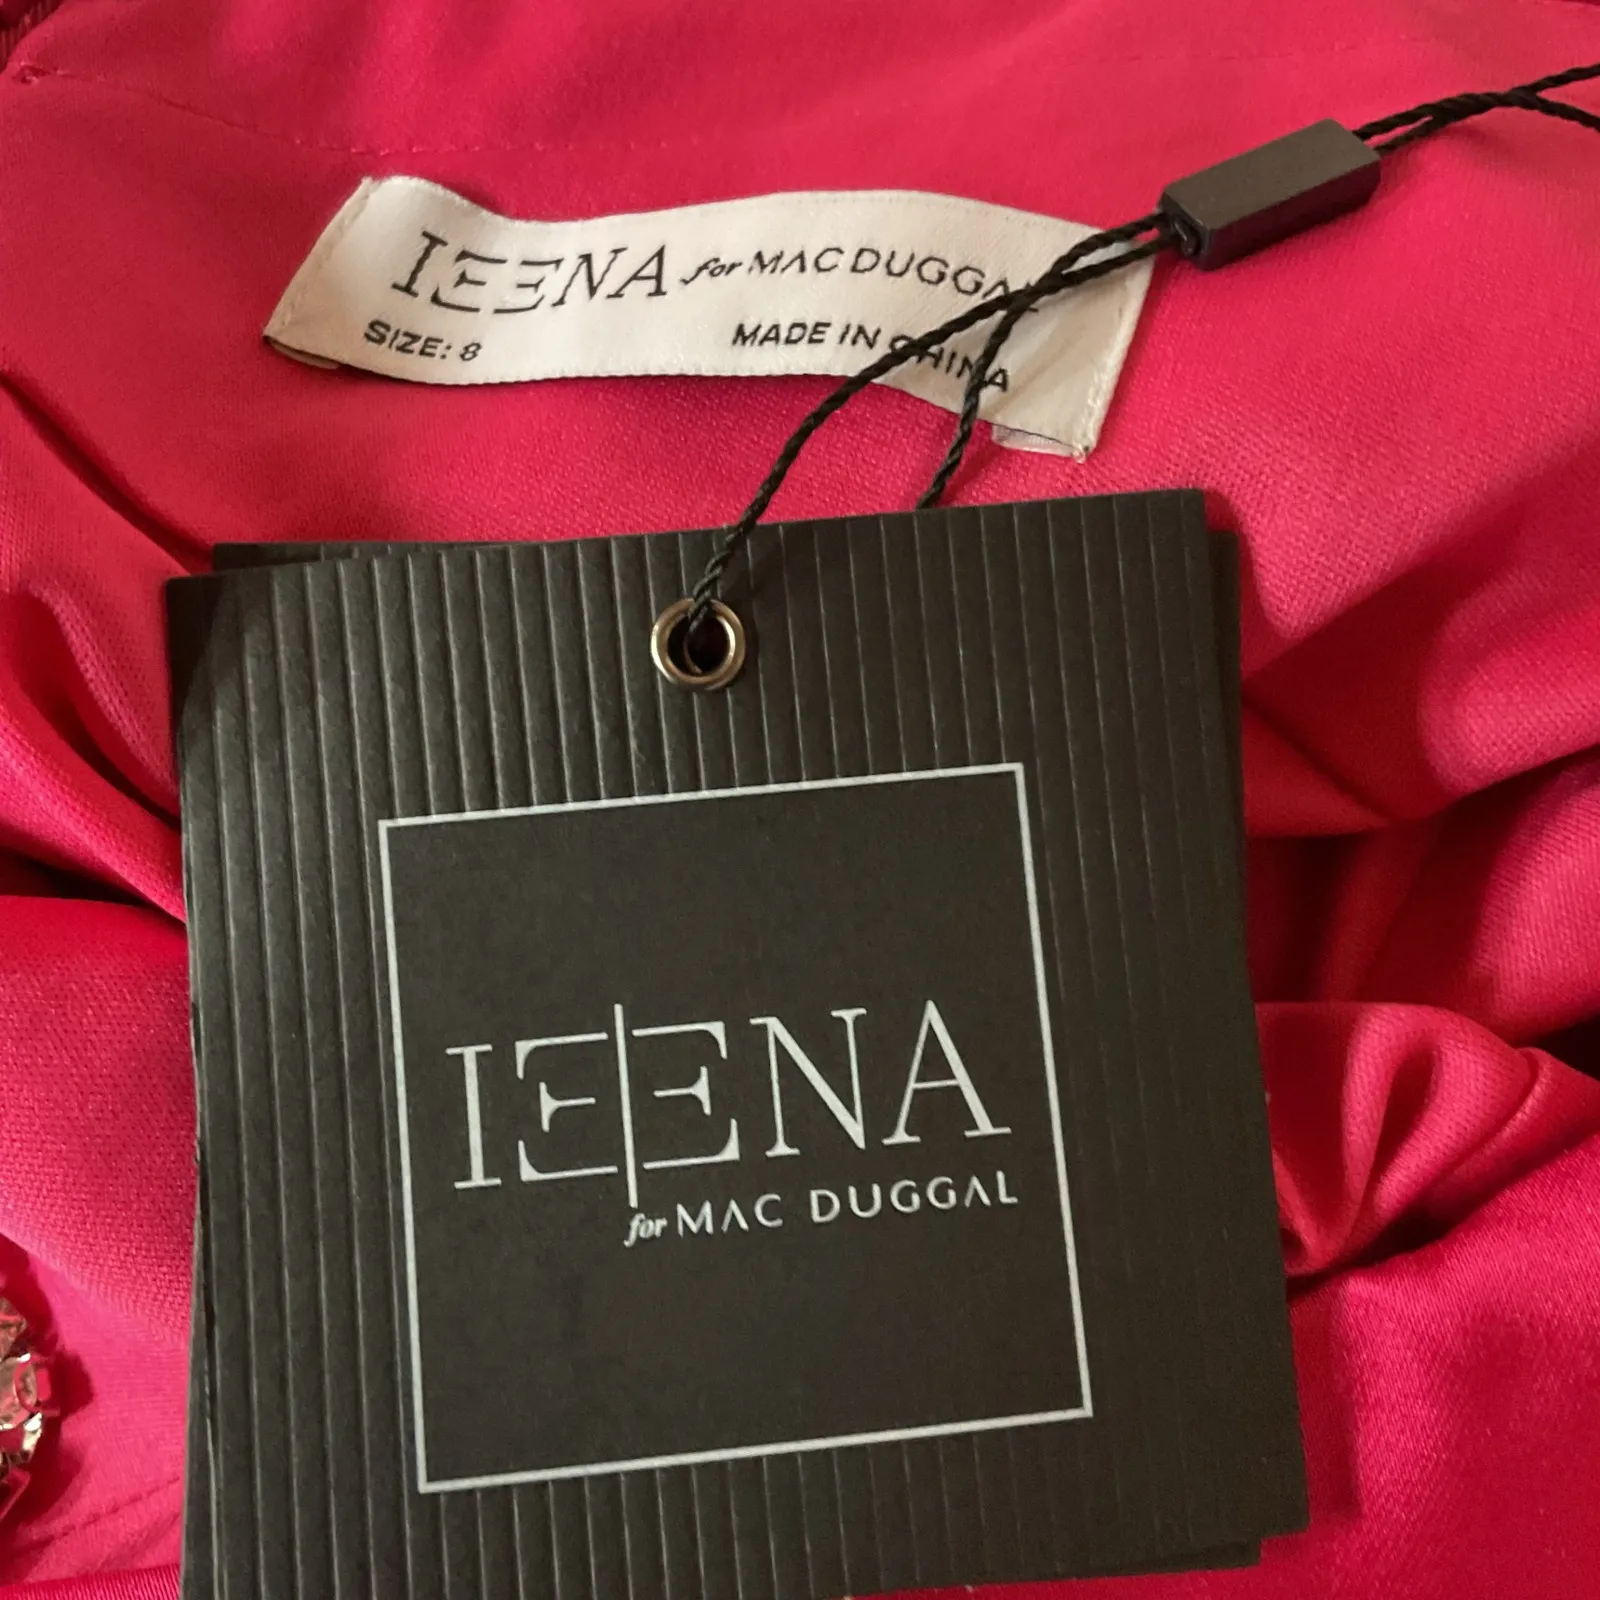 IEENA for MAC DUGGAL
SIZE: 8 MADE IN CHINA
IEENA
for MAC DUGGAL